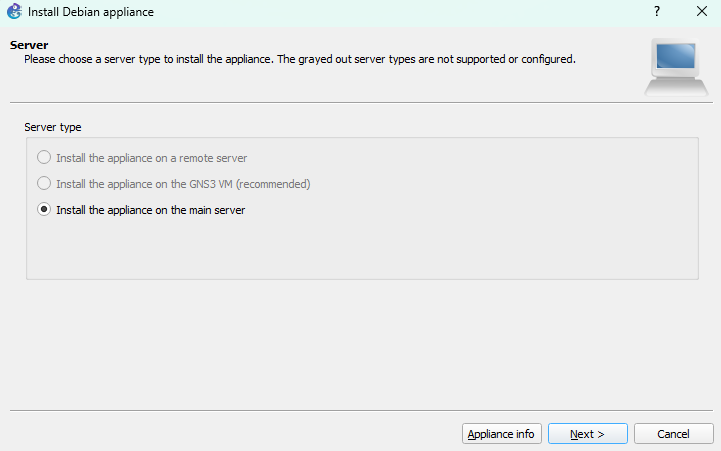 Install Debian appliance
?
Server
Please choose a server type to install the appliance. The grayed out server types are not supported or configured.
Server type
Install the appliance on a remote server
Install the appliance on the GNS3 VM (recommended)
Install the appliance on the main server
Appliance info
Next >
Cancel